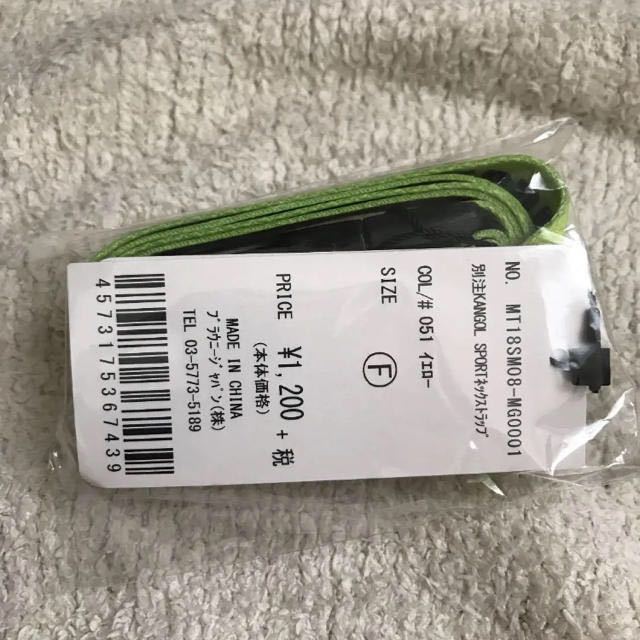 NO. MT18SM08-MG0001
別注KANGOL SPORTネックストラップ
COL/# 051 イエロー
SIZE Ⓕ
PRICE ¥1,200 + 税
(本体価格)
MADE IN CHINA
ブラウニージャパン(株)
TEL 03-5773-5189
4573175367439